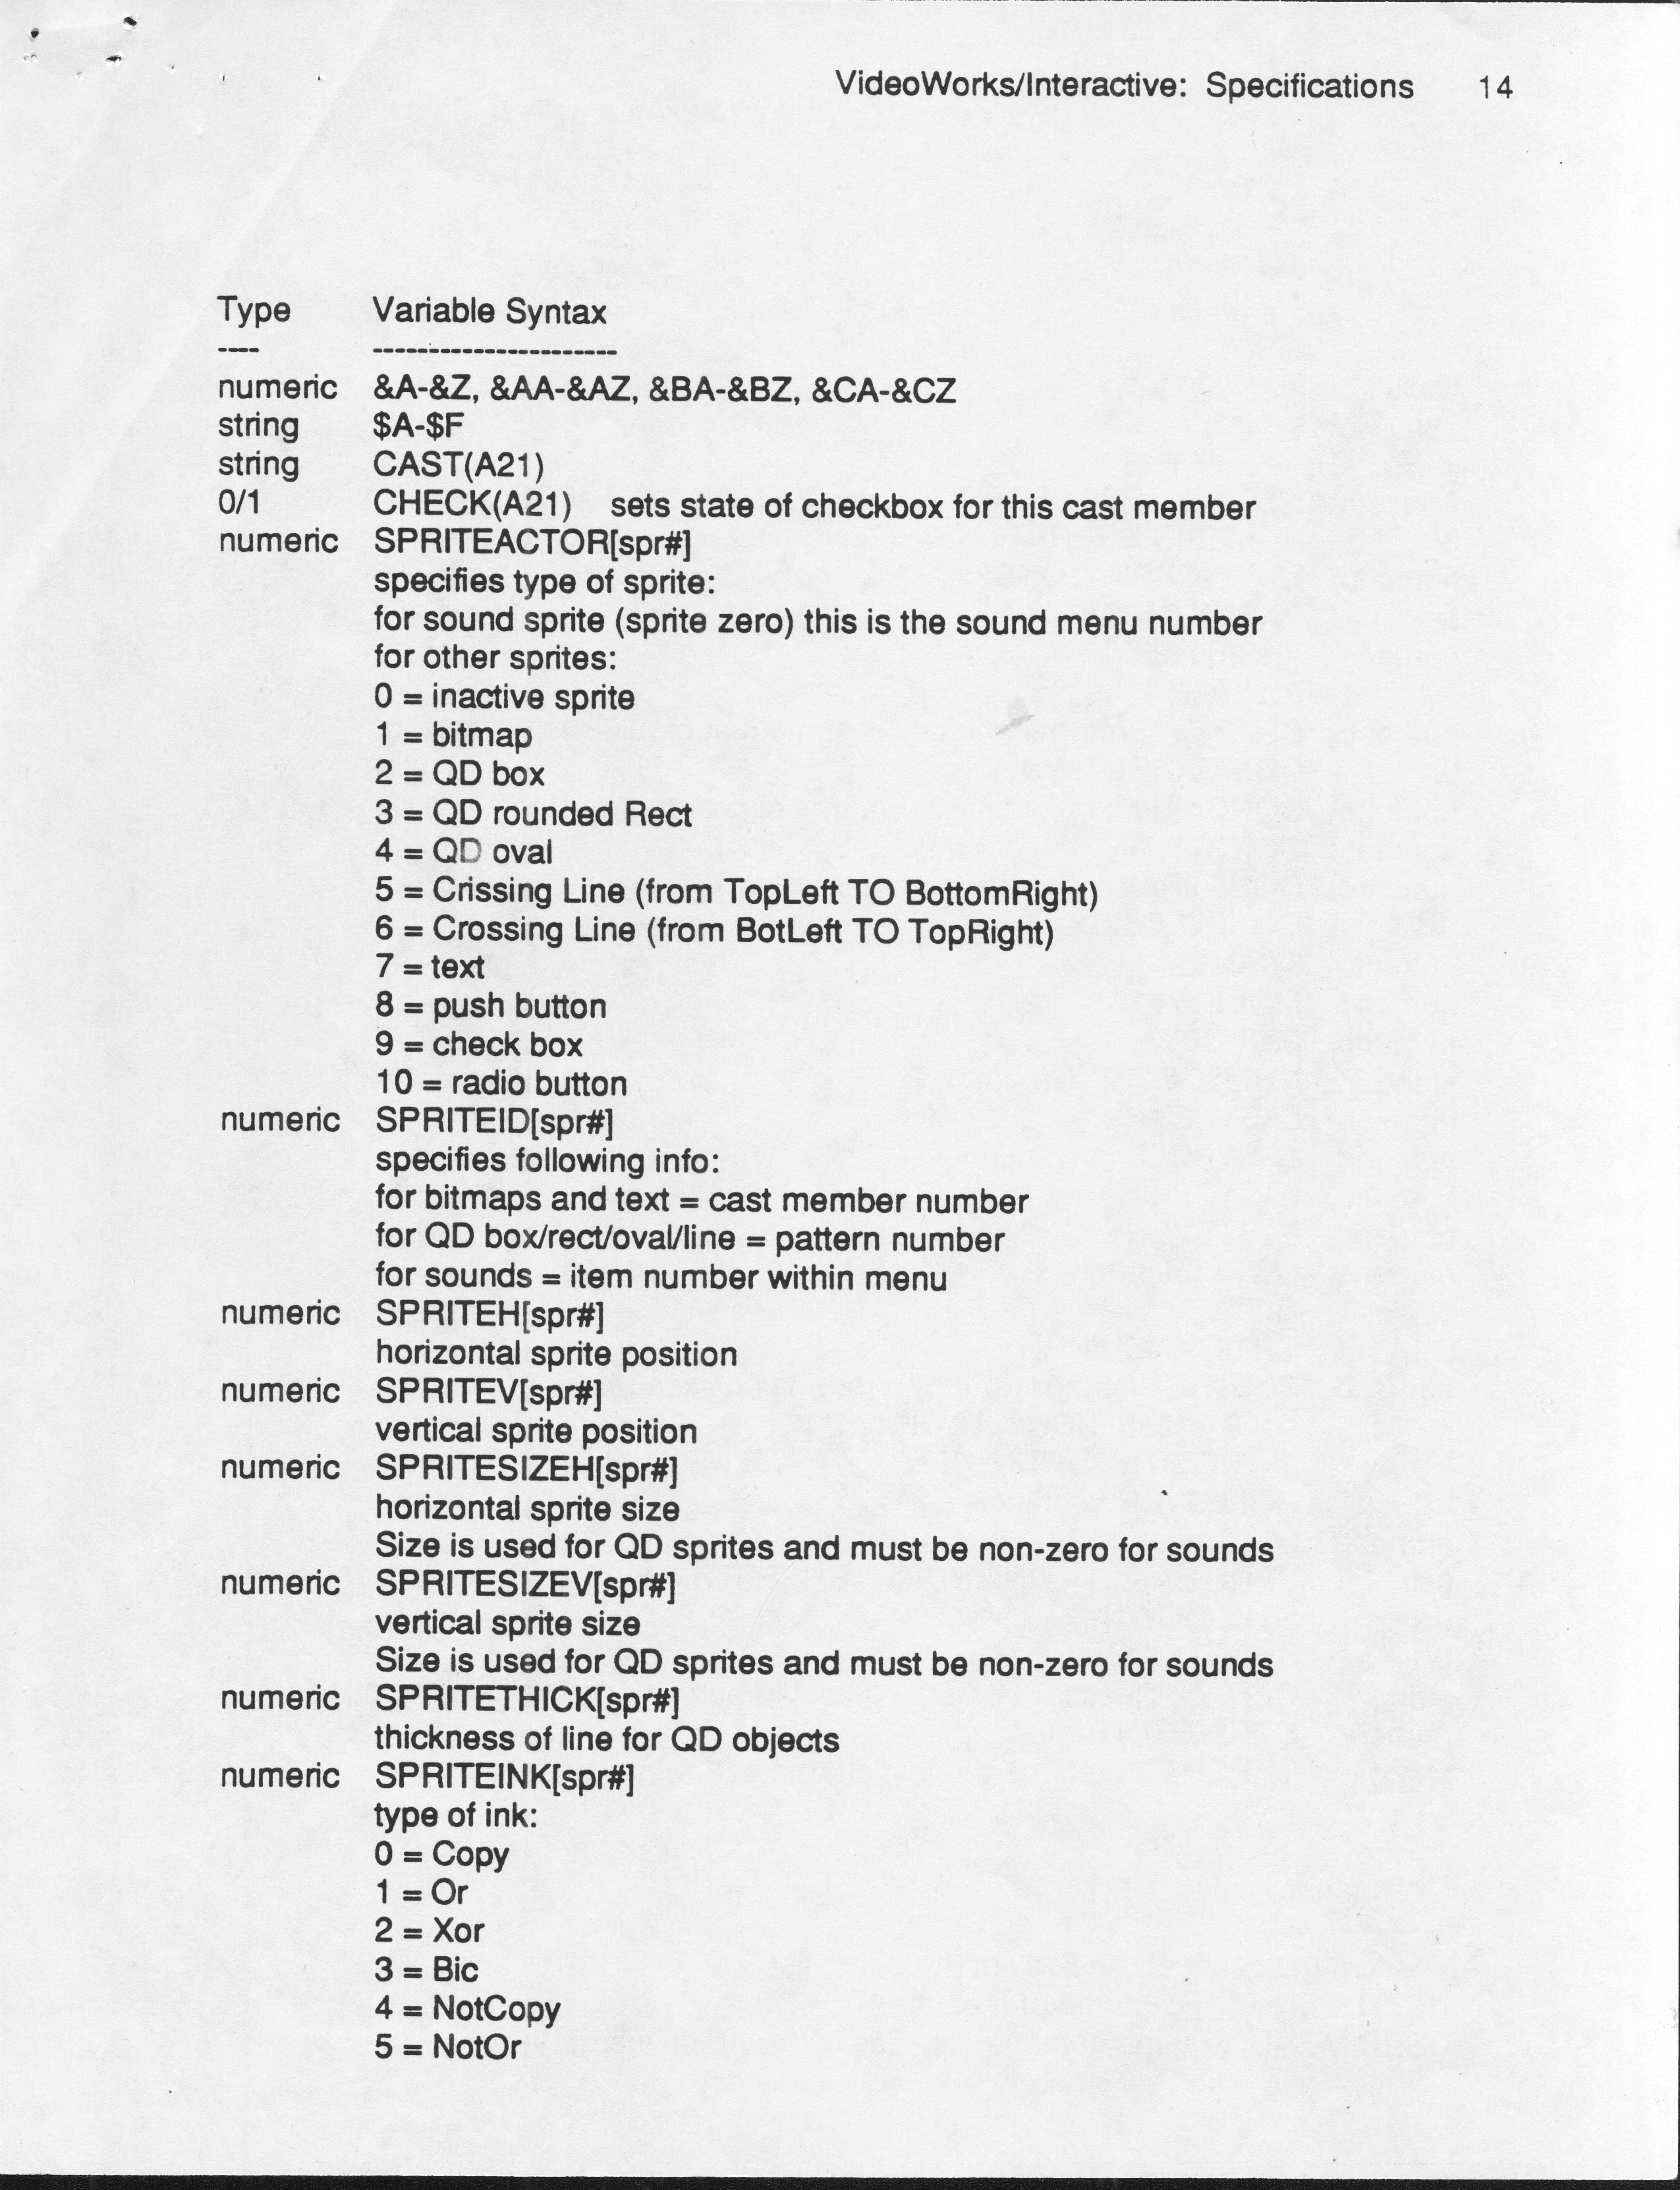 VideoWorks/Interactive: Specifications 14
Type Variable Syntax
---- ----------------------
numeric &A-&Z, &AA-&AZ, &BA-&BZ, &CA-&CZ
string $A-$F
string CAST(A21)
0/1 CHECK(A21) sets state of checkbox for this cast member
numeric SPRITEACTOR[spr#]
specifies type of sprite:
for sound sprite (sprite zero) this is the sound menu number
for other sprites:
0 = inactive sprite
1 = bitmap
2 = QD box
3 = QD rounded Rect
4 = QD oval
5 = Crissing Line (from TopLeft TO BottomRight)
6 = Crossing Line (from BotLeft TO TopRight)
7 = text
8 = push button
9 = check box
10 = radio button
numeric SPRITEID[spr#]
specifies following info:
for bitmaps and text = cast member number
for QD box/rect/oval/line = pattern number
for sounds = item number within menu
numeric SPRITEH[spr#]
horizontal sprite position
numeric SPRITEV[spr#]
vertical sprite position
numeric SPRITESIZEH[spr#]
horizontal sprite size
Size is used for QD sprites and must be non-zero for sounds
numeric SPRITESIZEV[spr#]
vertical sprite size
Size is used for QD sprites and must be non-zero for sounds
numeric SPRITETHICK[spr#]
thickness of line for QD objects
numeric SPRITEINK[spr#]
type of ink:
0 = Copy
1 = Or
2 = Xor
3 = Bic
4 = NotCopy
5 = NotOr